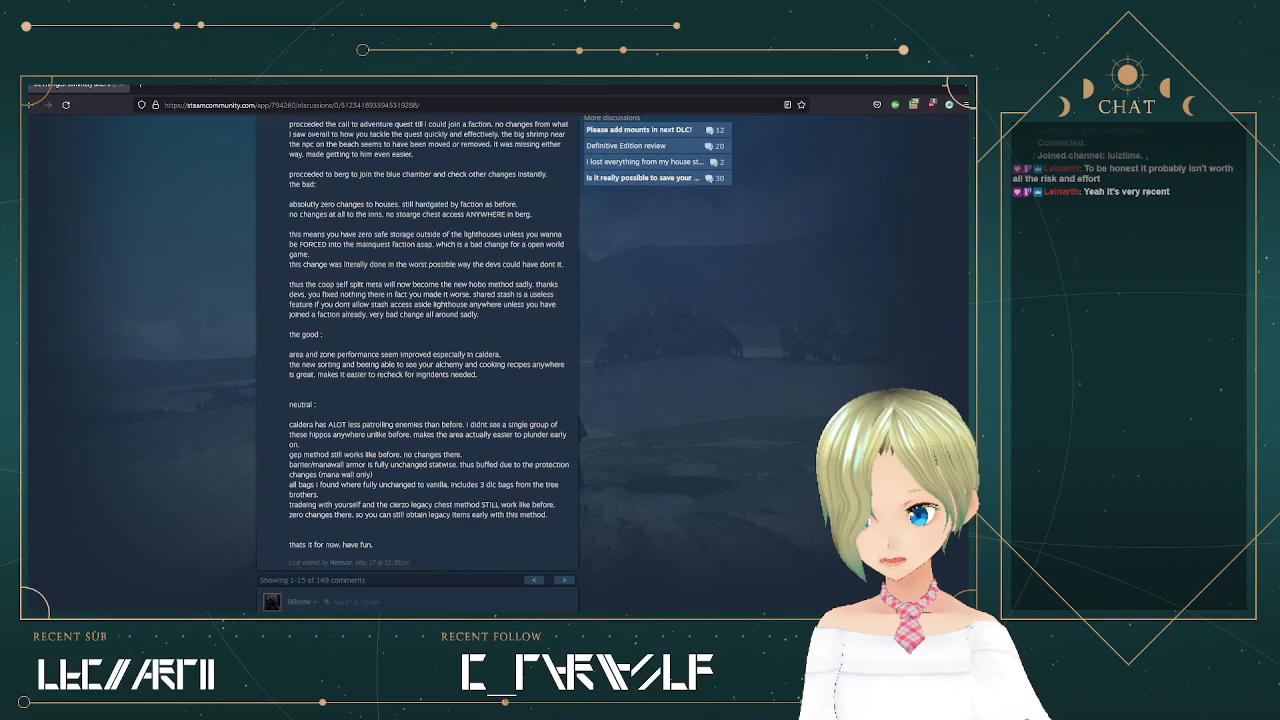 https://steamcommunity.com/app/794260/discussions/0/5123418933945319288/
procceded the call to adventure quest till i could join a faction. no changes from what
i saw overall to how you tackle the quest quickly and effectively. the big shrimp near
the npc on the beach seems to have been moved or removed. it was missing either
way. made getting to him even easier.
proceeded to berg to join the blue chamber and check other changes instantly.
the bad:
absolutly zero changes to houses. still hardgated by faction as before.
no changes at all to the inns. no stoarge chest access ANYWHERE in berg.
this means you have zero safe storage outside of the lighthouses unless you wanna
be FORCED into the mainquest faction asap. which is a bad change for a open world
game.
this change was literally done in the worst possible way the devs could have dont it.
thus the coop self split meta will now become the new hobo method sadly. thanks
devs. you fixed nothing there in fact you made it worse. shared stash is a useless
feature if you dont allow stash access aside lighthouse anywhere unless you have
joined a faction already. very bad change all around sadly.
the good :
area and zone performance seem improved especially in caldera.
the new sorting and beeing able to see your alchemy and cooking recipes anywhere
is great. makes it easier to recheck for ingridents needed.
neutral :
caldera has ALOT less patrolling enemies than before. i didnt see a single group of
these hippos anywhere unlike before. makes the area actually easier to plunder early
on.
gep method still works like before. no changes there.
barrier/manawall armor is fully unchanged statwise. thus buffed due to the protection
changes (mana wall only)
all bags i found where fully unchanged to vanilla. includes 3 dlc bags from the tree
brothers.
tradeing with yourself and the cierzo legacy chest method STILL work like before.
zero changes there. so you can still obtain legacy items early with this method.
thats it for now. have fun.
Last edited by Nerevar; May 17 @ 12:35pm
Showing 1-15 of 149 comments
< >
More discussions
Please add mounts in next DLC! 12
Definitive Edition review 20
I lost everything from my house st... 2
Is it really possible to save your ... 30
CHAT
Connected.
: Joined channel: lulztime. ,
Leinarth: To be honest it probably isn't worth
all the risk and effort
Leinarth: Yeah it's very recent
RECENT SUB
RECENT FOLLOW